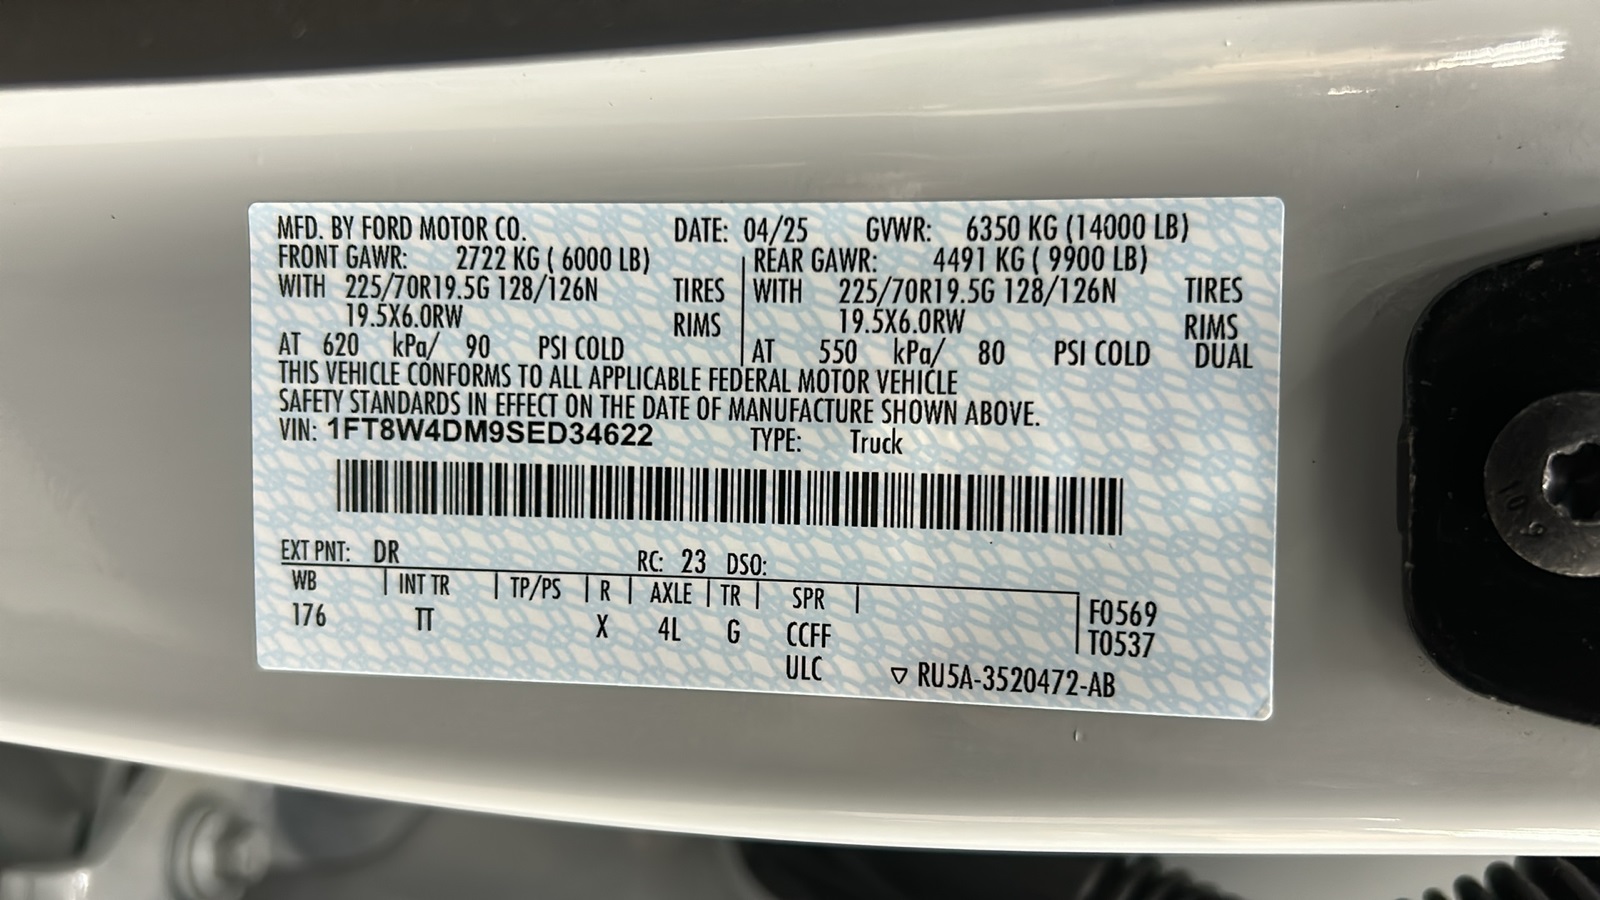 MFD. BY FORD MOTOR CO. DATE: 04/25 GVWR: 6350 KG (14000 LB)
FRONT GAWR: 2722 KG ( 6000 LB) REAR GAWR: 4491 KG ( 9900 LB)
WITH 225/70R19.5G 128/126N TIRES WITH 225/70R19.5G 128/126N TIRES
19.5X6.0RW RIMS 19.5X6.0RW RIMS
AT 620 kPa/ 90 PSI COLD AT 550 kPa/ 80 PSI COLD DUAL
THIS VEHICLE CONFORMS TO ALL APPLICABLE FEDERAL MOTOR VEHICLE
SAFETY STANDARDS IN EFFECT ON THE DATE OF MANUFACTURE SHOWN ABOVE.
VIN: 1FT8W4DM9SED34622 TYPE: Truck
EXT PNT: DR RC: 23 DSO:
WB INT TR TP/PS R AXLE TR SPR
176 TT X 4L G CCFF
ULC
F0569
T0537
▽ RU5A-3520472-AB
10.9